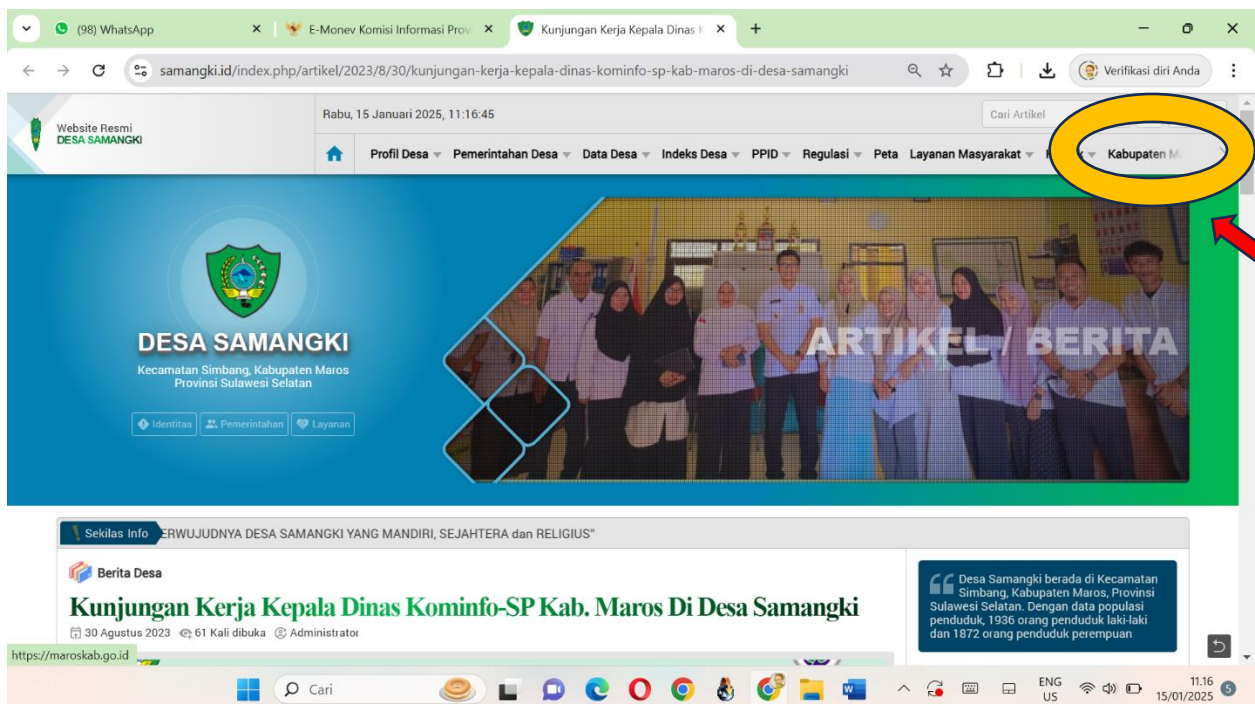 (98) WhatsApp
E-Monev Komisi Informasi Prov
Kunjungan Kerja Kepala Dinas K
samangki.id/index.php/artikel/2023/8/30/kunjungan-kerja-kepala-dinas-kominfo-sp-kab-maros-di-desa-samangki
Verifikasi diri Anda
Website Resmi
DESA SAMANGKI
Rabu, 15 Januari 2025, 11:16:45
Cari Artikel
Profil Desa Pemerintahan Desa Data Desa Indeks Desa PPID Regulasi Peta Layanan Masyarakat Kabupaten M
DESA SAMANGKI
Kecamatan Simbang, Kabupaten Maros
Provinsi Sulawesi Selatan
Identitas Pemerintahan Layanan
ARTIKEL / BERITA
Sekilas Info ERWUJUDNYA DESA SAMANGKI YANG MANDIRI, SEJAHTERA dan RELIGIUS"
Berita Desa
Kunjungan Kerja Kepala Dinas Kominfo-SP Kab. Maros Di Desa Samangki
30 Agustus 2023 61 Kali dibuka Administrator
Desa Samangki berada di Kecamatan
Simbang, Kabupaten Maros, Provinsi
Sulawesi Selatan. Dengan data populasi
penduduk, 1936 orang penduduk laki-laki
dan 1872 orang penduduk perempuan
https://maroskab.go.id
Cari
ENG
US
11.16
15/01/2025
5